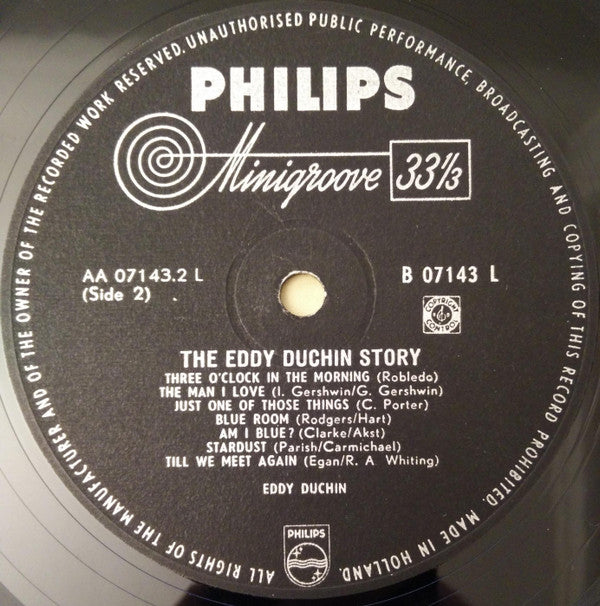 ALL RIGHTS OF THE MANUFACTURER AND OF THE OWNER OF THE RECORDED WORK RESERVED. UNAUTHORISED PUBLIC PERFORMANCE, BROADCASTING AND COPYING OF THIS RECORD PROHIBITED. MADE IN HOLLAND.
PHILIPS
Minigroove 33⅓
AA 07143.2 L
(Side 2)
B 07143 L
COPYRIGHT
CONTROL
THE EDDY DUCHIN STORY
THREE O'CLOCK IN THE MORNING (Robledo)
THE MAN I LOVE (I. Gershwin/G. Gershwin)
JUST ONE OF THOSE THINGS (C. Porter)
BLUE ROOM (Rodgers/Hart)
AM I BLUE? (Clarke/Akst)
STARDUST (Parish/Carmichael)
TILL WE MEET AGAIN (Egan/R. A Whiting)
EDDY DUCHIN
PHILIPS